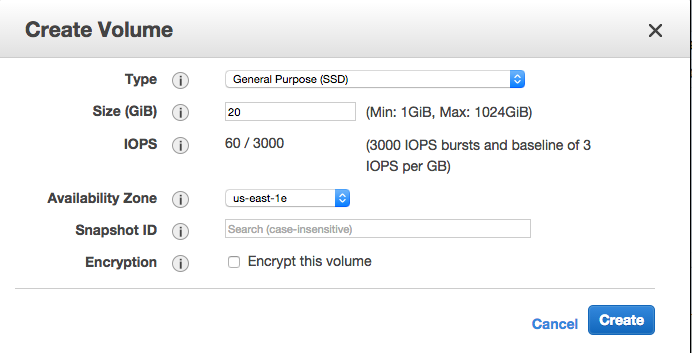 Create Volume
Type i General Purpose (SSD)
Size (GiB) i 20 (Min: 1GiB, Max: 1024GiB)
IOPS i 60 / 3000 (3000 IOPS bursts and baseline of 3
IOPS per GB)
Availability Zone i us-east-1e
Snapshot ID i Search (case-insensitive)
Encryption i Encrypt this volume
Cancel Create